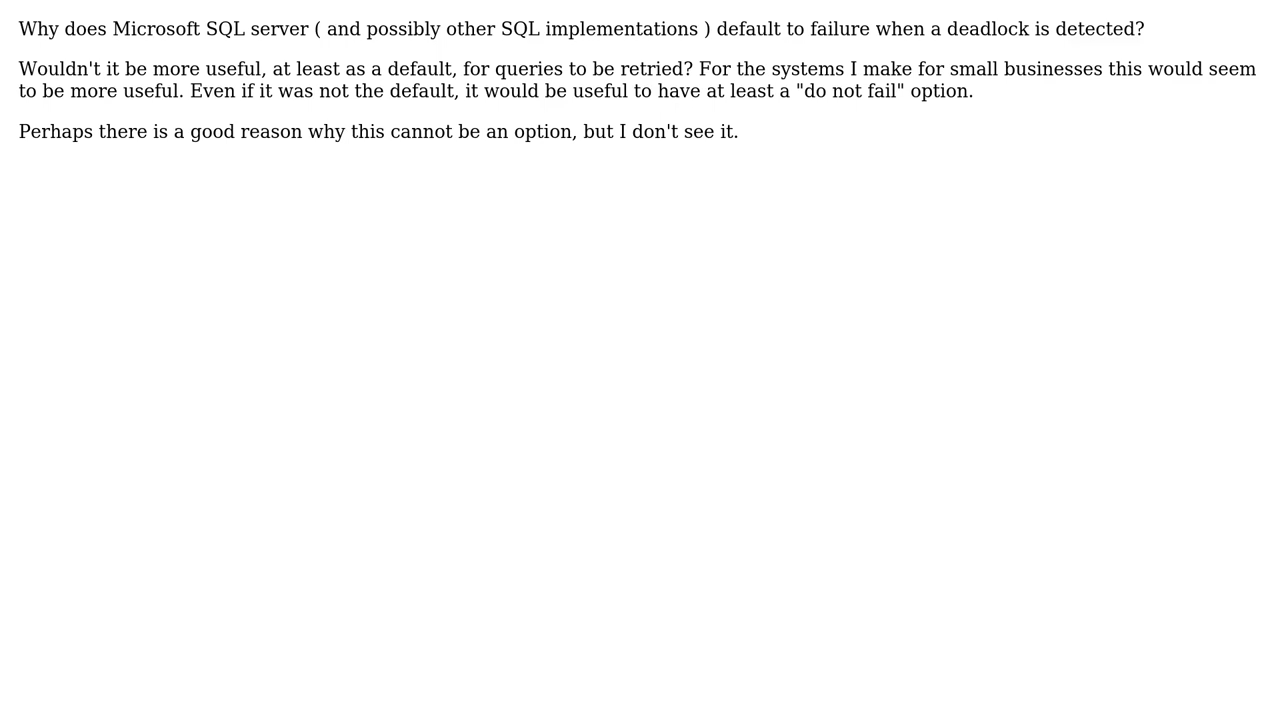 Why does Microsoft SQL server ( and possibly other SQL implementations ) default to failure when a deadlock is detected?
Wouldn't it be more useful, at least as a default, for queries to be retried? For the systems I make for small businesses this would seem
to be more useful. Even if it was not the default, it would be useful to have at least a "do not fail" option.
Perhaps there is a good reason why this cannot be an option, but I don't see it.